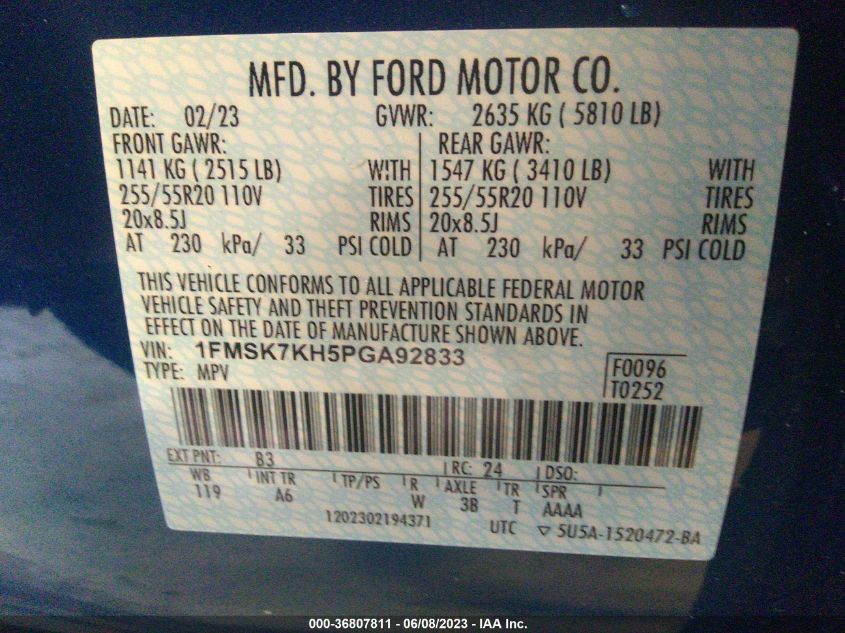 MFD. BY FORD MOTOR CO.
DATE: 02/23 GVWR: 2635 KG ( 5810 LB)
FRONT GAWR: REAR GAWR:
1141 KG ( 2515 LB) WITH 1547 KG ( 3410 LB) WITH
255/55R20 110V TIRES 255/55R20 110V TIRES
20x8.5J RIMS 20x8.5J RIMS
AT 230 kPa/ 33 PSI COLD AT 230 kPa/ 33 PSI COLD
THIS VEHICLE CONFORMS TO ALL APPLICABLE FEDERAL MOTOR
VEHICLE SAFETY AND THEFT PREVENTION STANDARDS IN
EFFECT ON THE DATE OF MANUFACTURE SHOWN ABOVE.
VIN: 1FMSK7KH5PGA92833
TYPE: MPV
F0096
T0252
EXT PNT: B3 RC: 24 DSO:
WB INT TR TP/PS R AXLE TR SPR
119 A6 W 3B T AAAA
1202302194371 UTC ▽ 5U5A-1520472-BA
000-36807811 - 06/08/2023 - IAA Inc.